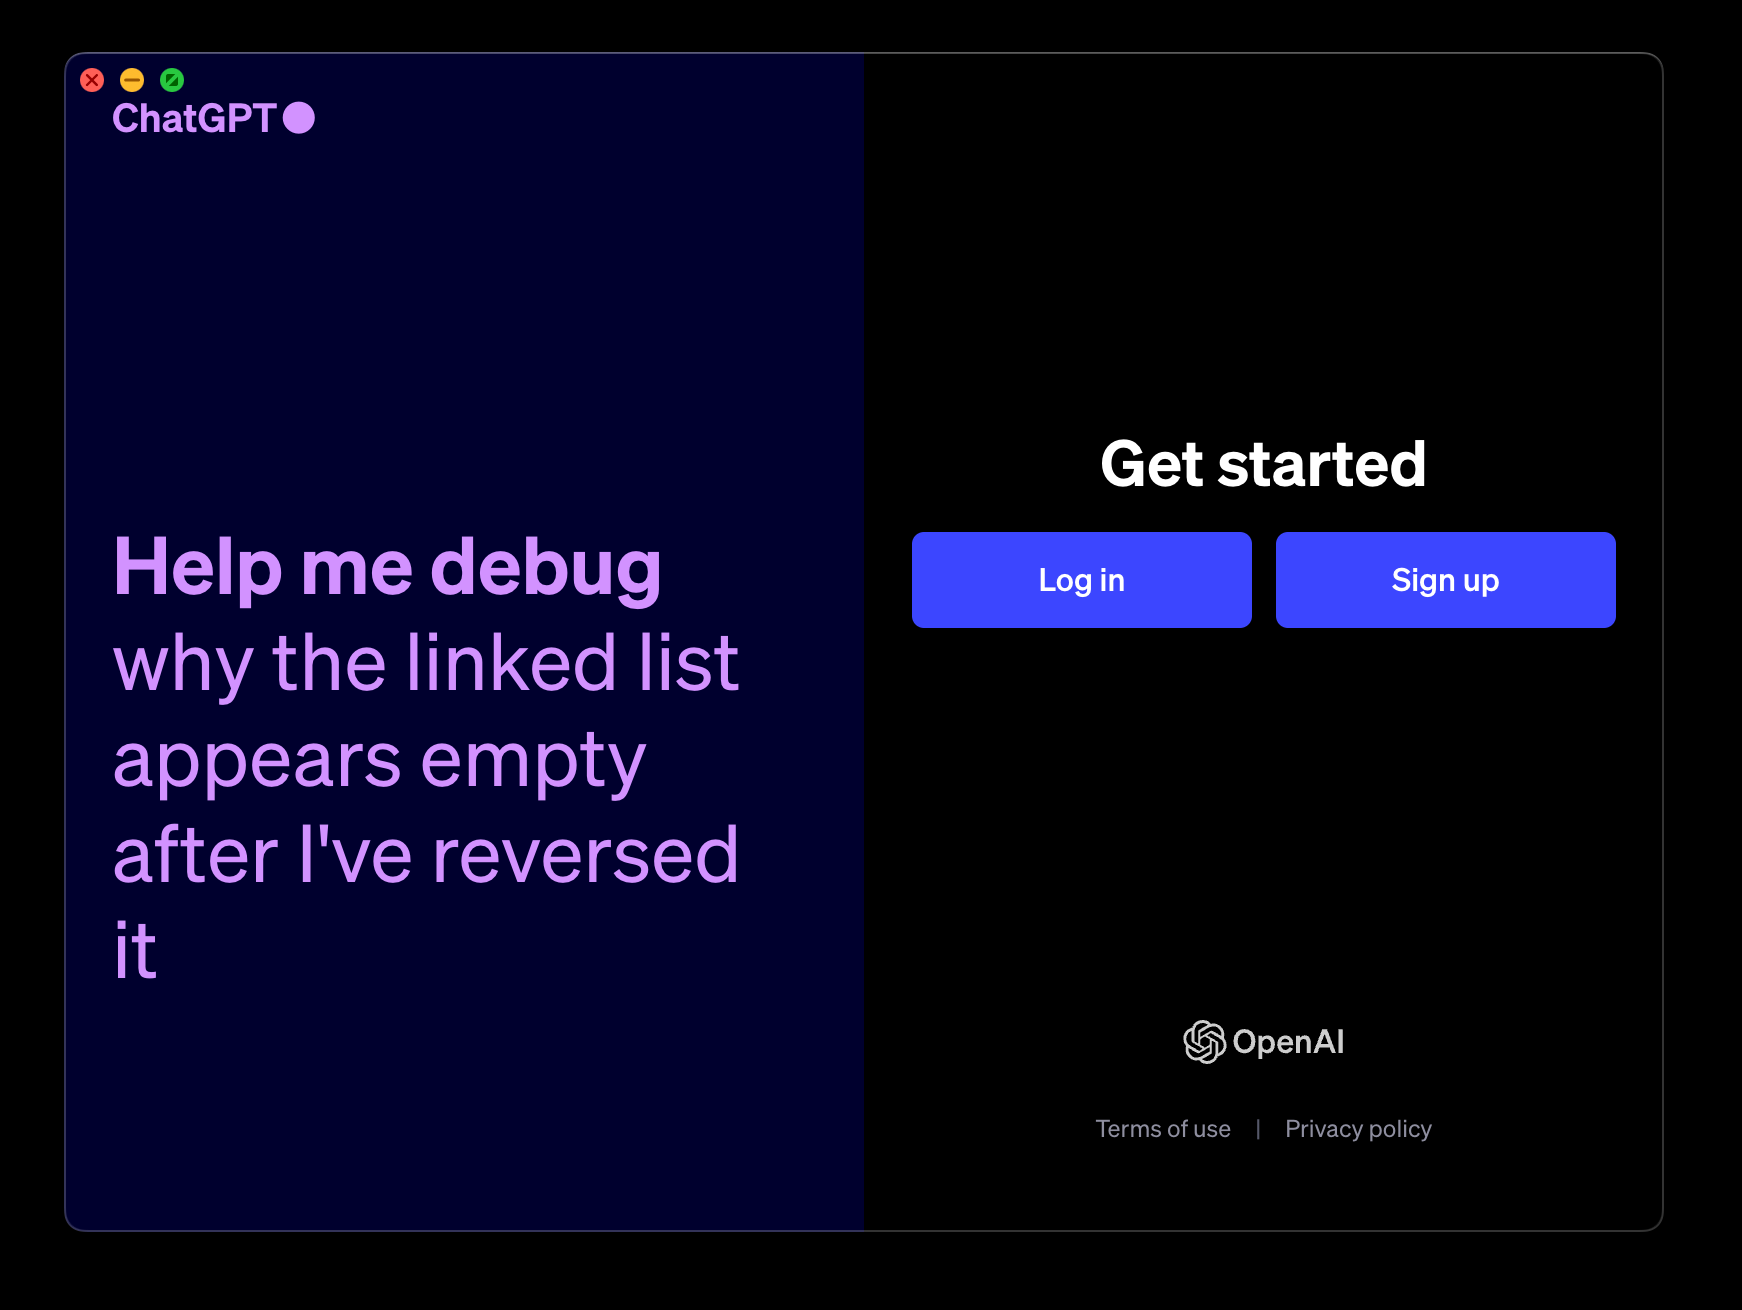 ChatGPT
Help me debug
why the linked list
appears empty
after I've reversed
it
Get started
Log in
Sign up
OpenAI
Terms of use | Privacy policy